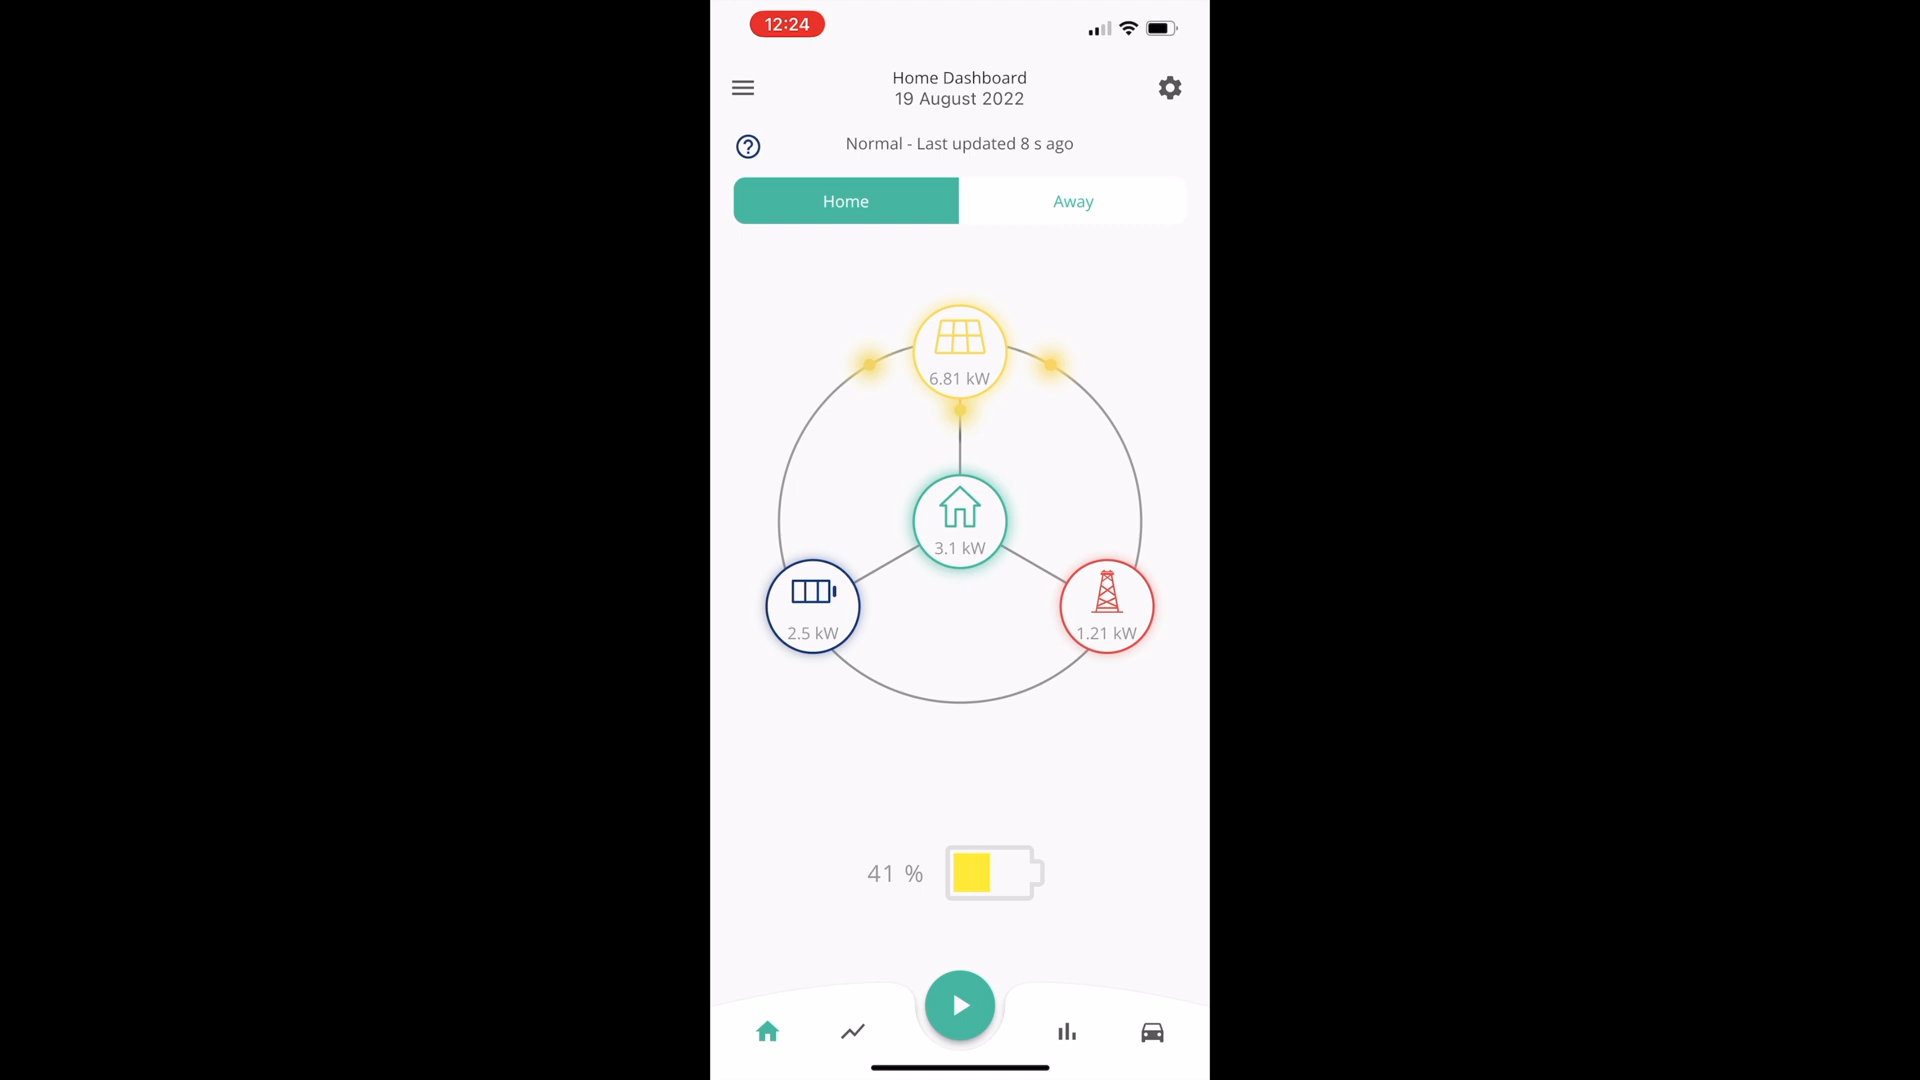 12:24
Home Dashboard
19 August 2022
Normal - Last updated 8 s ago
Home
Away
6.81 kW
3.1 kW
2.5 kW
1.21 kW
41 %